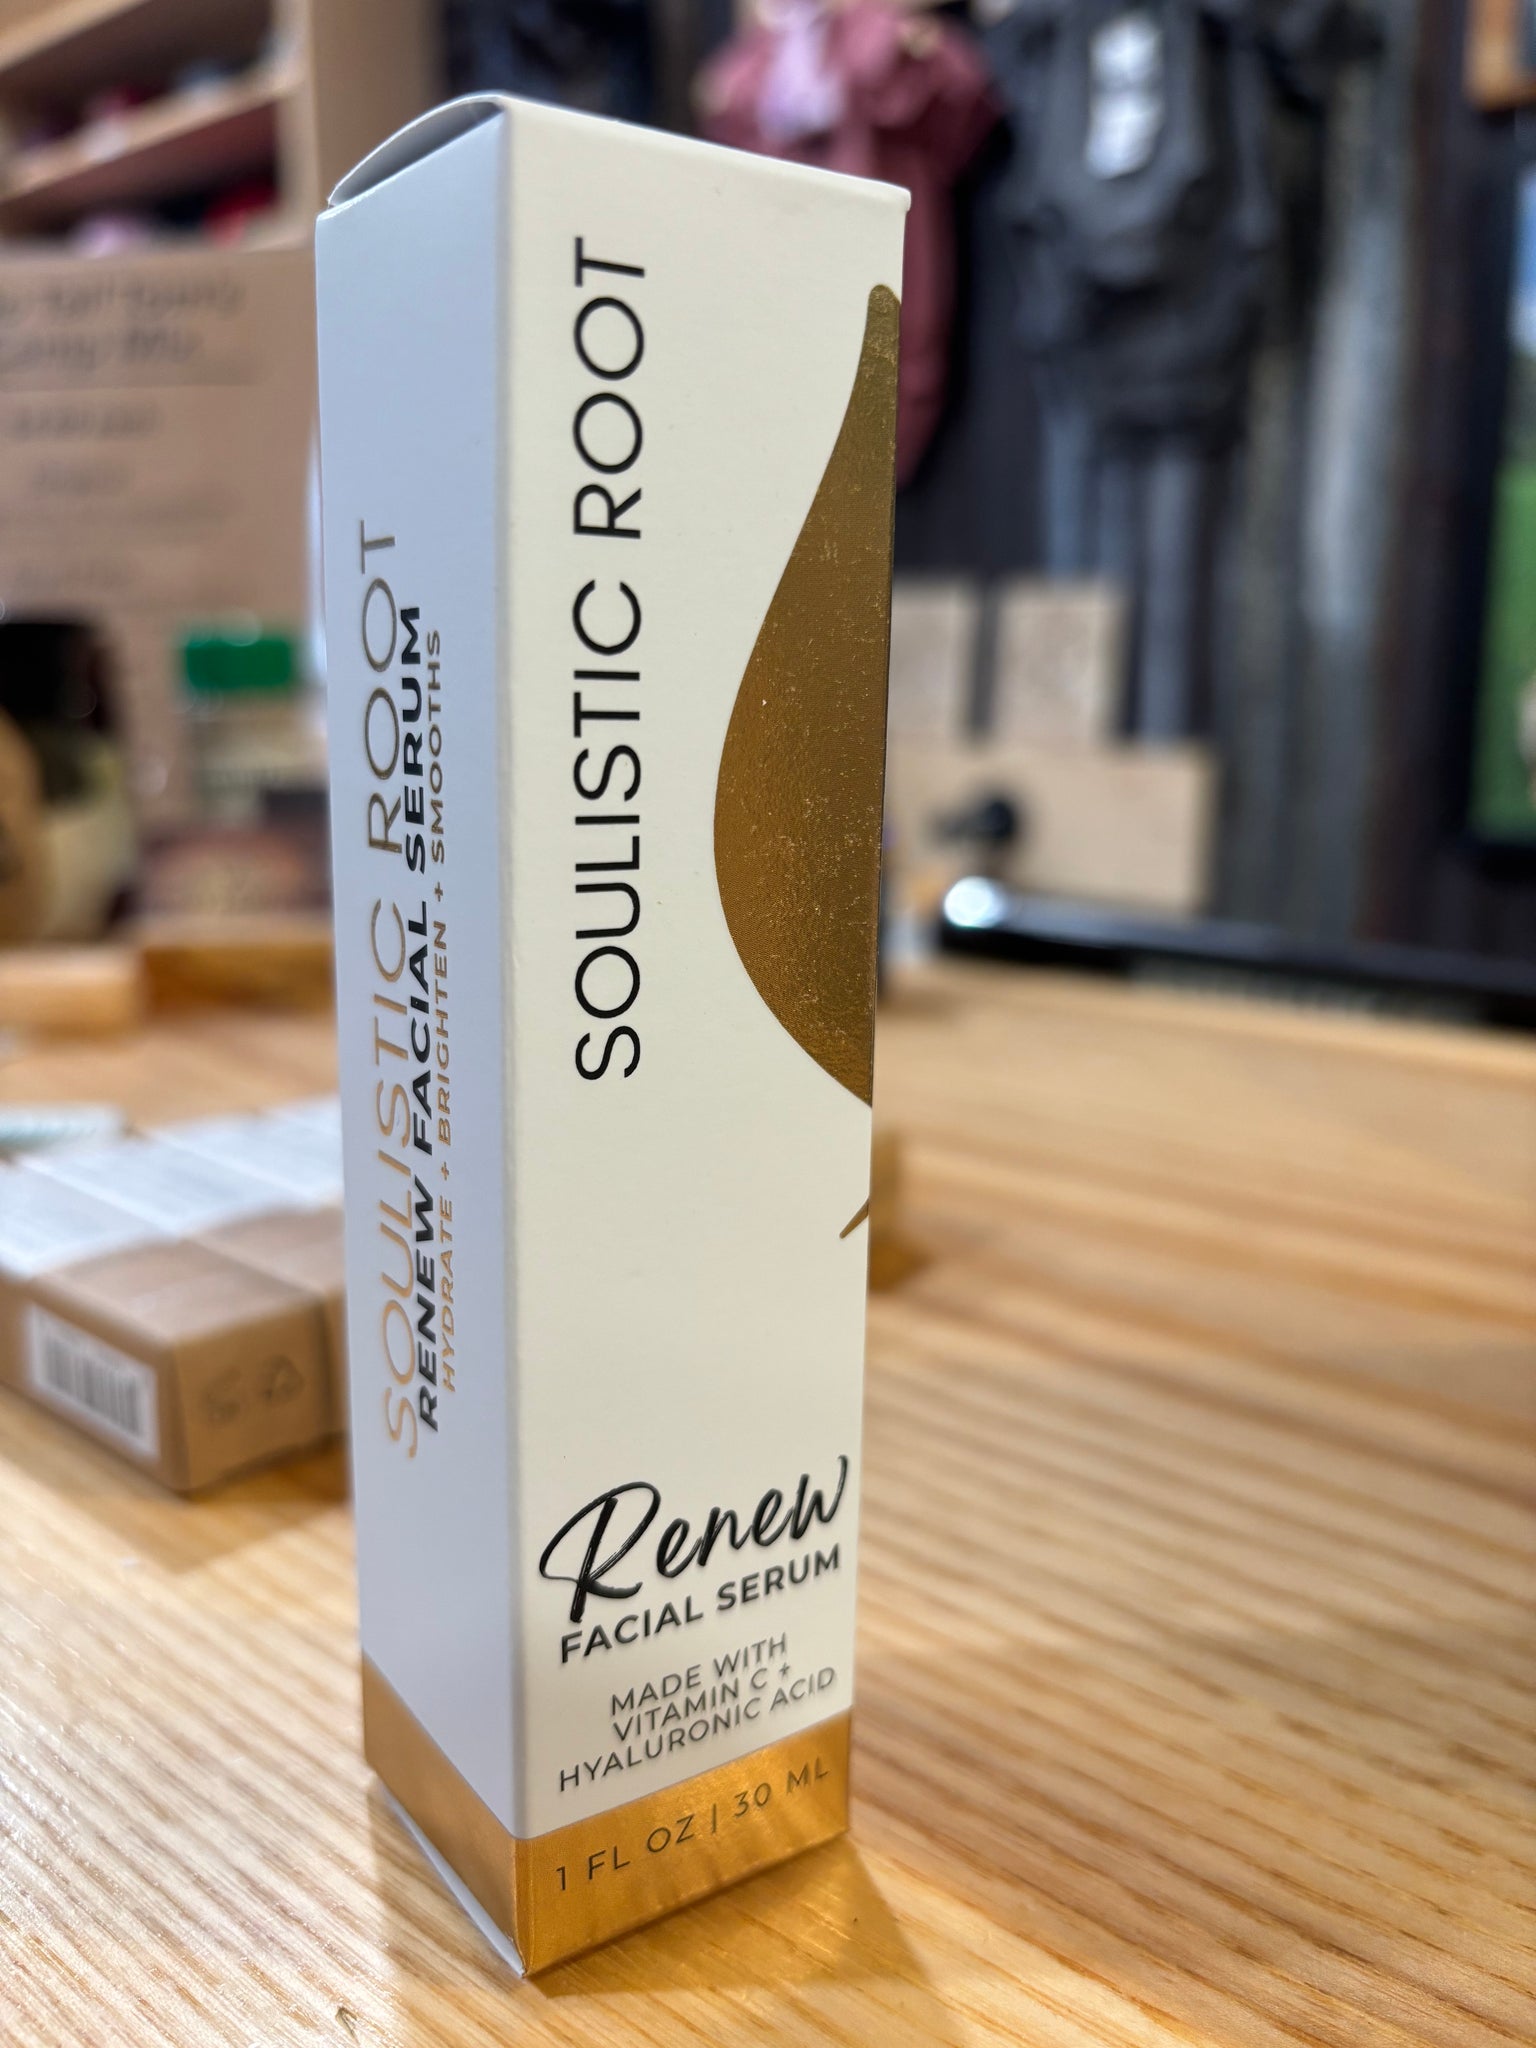 SOULISTIC ROOT
RENEW FACIAL SERUM
HYDRATE + BRIGHTEN + SMOOTHS
SOULISTIC ROOT
Renew
FACIAL SERUM
MADE WITH
VITAMIN C +
HYALURONIC ACID
1 FL OZ | 30 ML